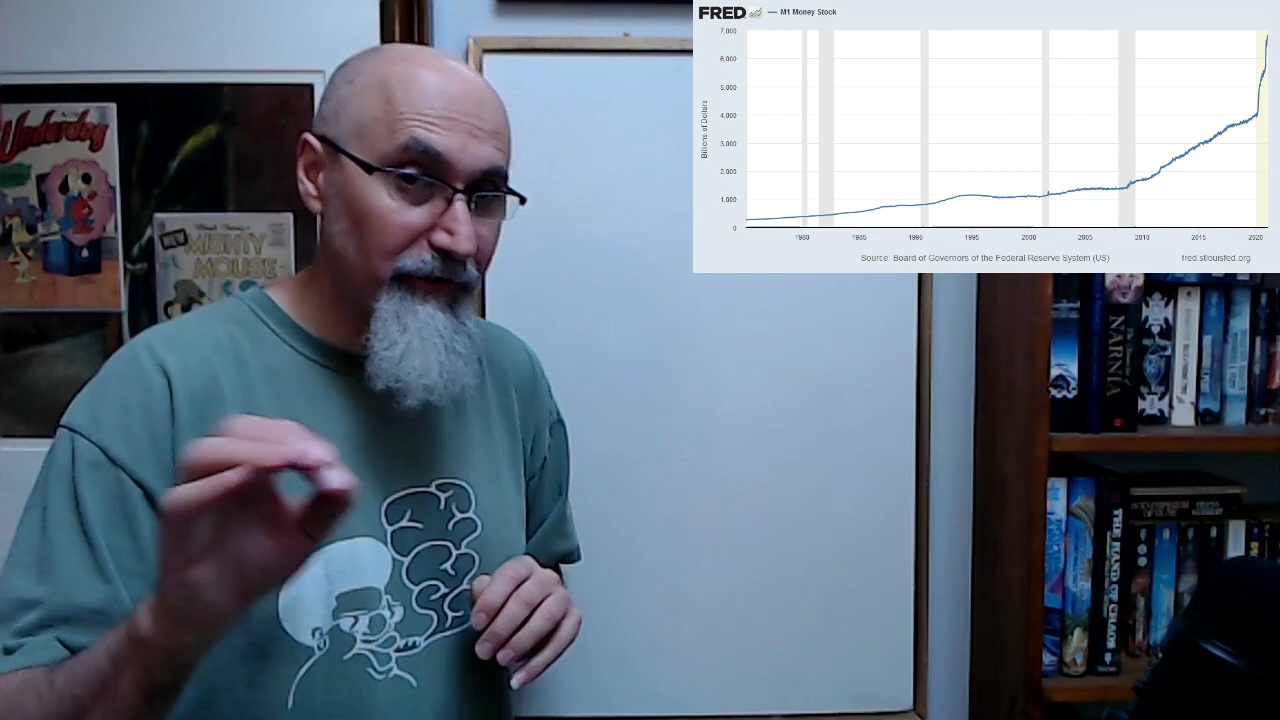 FRED M1 Money Stock
7,000
6,000
5,000
4,000
3,000
2,000
1,000
0
Billions of Dollars
1980 1985 1990 1995 2000 2005 2010 2015 2020
Source: Board of Governors of the Federal Reserve System (US) fred.stlouisfed.org
Underdog
NEW
MIGHTY
MOUSE
NARNIA
THE HAND OF CHAOS